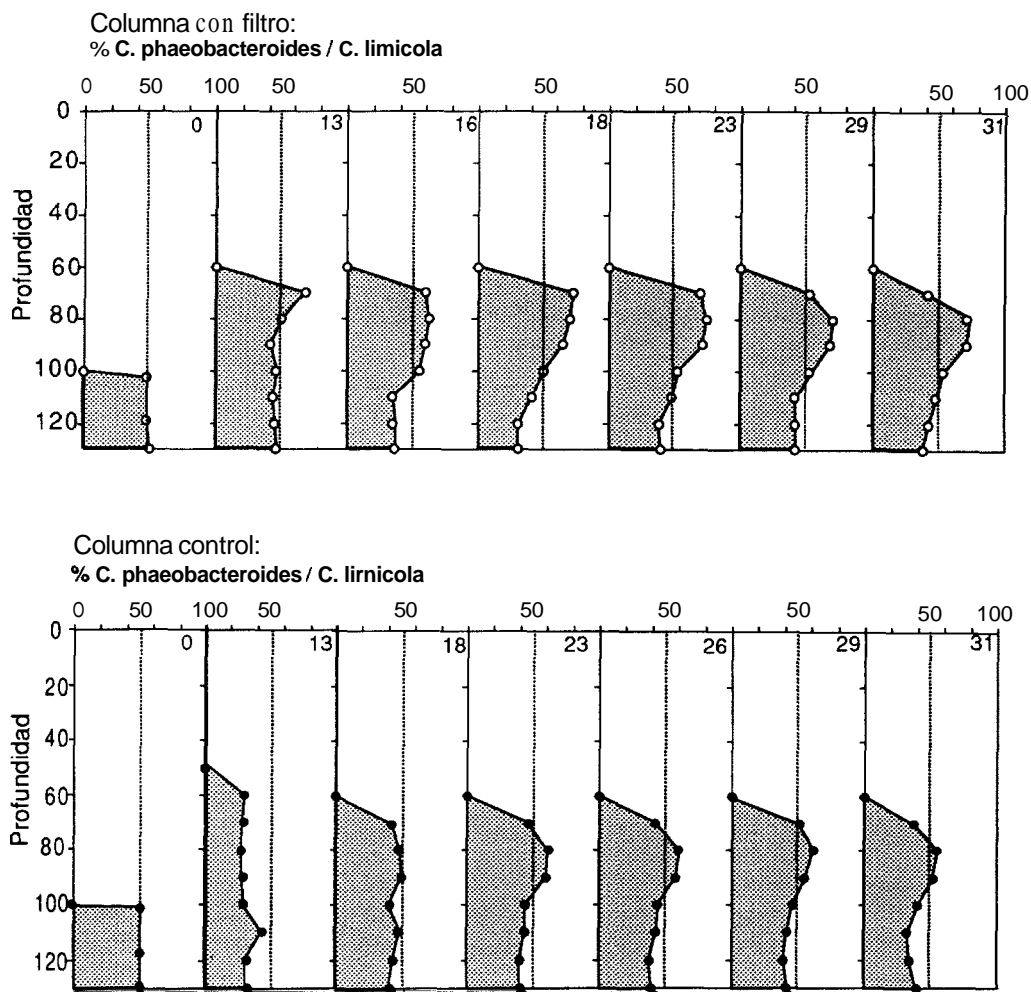 Columna con filtro:
% C. phaeobacteroides / C. limicola
0 50 100 50 50 50 50 50 50 100
0 13 16 18 23 29 31
0
20
40
60
80
100
120
Profundidad
Columna control:
% C. phaeobacteroides / C. lirnicola
0 50 100 50 50 50 50 50 50 100
0 13 18 23 26 29 31
0
20
40
60
80
100
120
Profundidad